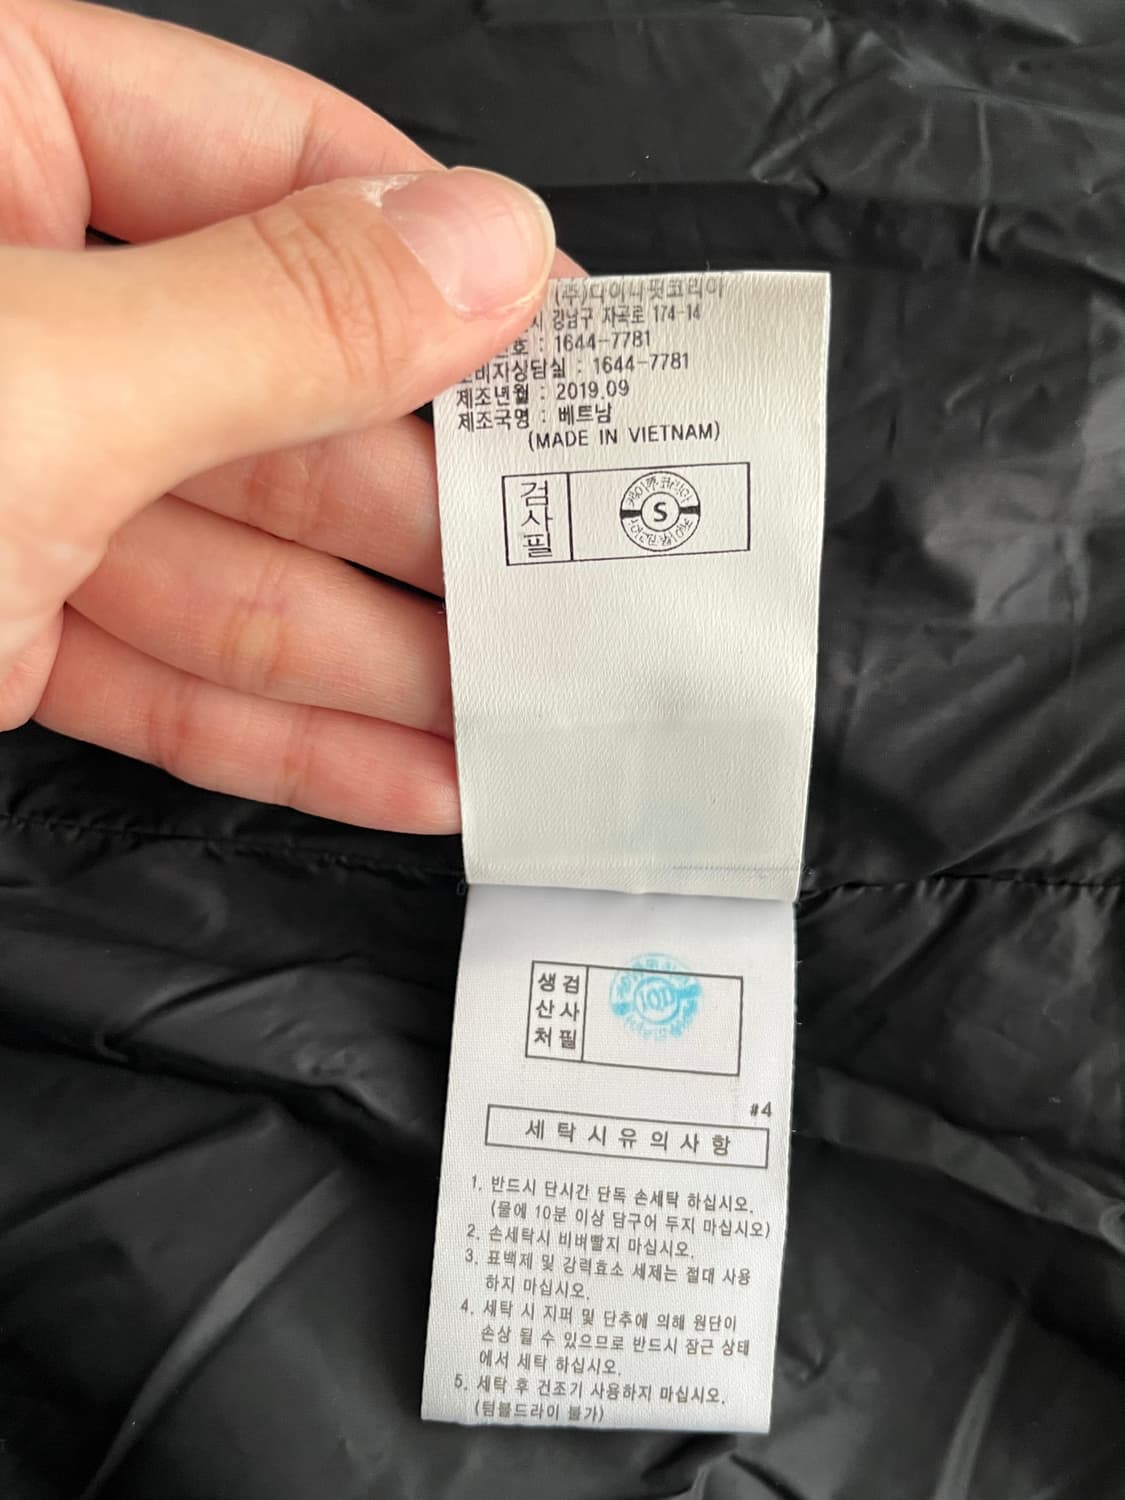 (주)다이나핏코리아
시 강남구 자곡로 174-14
호 : 1644-7781
비자상담실 : 1644-7781
제조년월 : 2019.09
제조국명 : 베트남
(MADE IN VIETNAM)
검사필
S
생산처 검사필
#4
세탁시유의사항
1. 반드시 단시간 단독 손세탁 하십시오.
(물에 10분 이상 담구어 두지 마십시오)
2. 손세탁시 비벼빨지 마십시오.
3. 표백제 및 강력효소 세제는 절대 사용
하지 마십시오.
4. 세탁 시 지퍼 및 단추에 의해 원단이
손상 될 수 있으므로 반드시 잠근 상태
에서 세탁 하십시오.
5. 세탁 후 건조기 사용하지 마십시오.
(텀블드라이 불가)